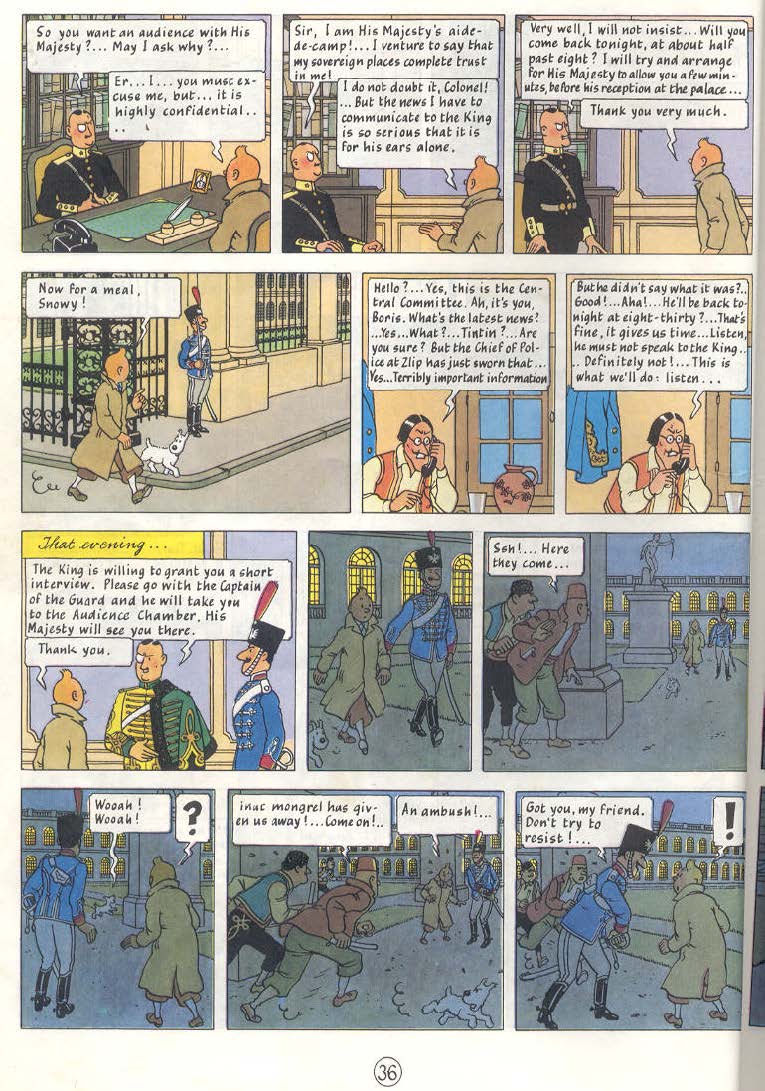 So you want an audience with His
Majesty ?... May I ask why ?...
Er... I... you must ex-
cuse me, but... it is
highly confidential..
..
Sir, I am His Majesty's aide-
de-camp!... I venture to say that
my sovereign places complete trust
in me!
I do not doubt it, Colonel!
...But the news I have to
communicate to the King
is so serious that it is
for his ears alone.
Very well, I will not insist... Will you
come back tonight, at about half
past eight? I will try and arrange
for His Majesty to allow you a few min-
utes, before his reception at the palace...
Thank you very much.
Now for a meal,
Snowy!
Hello ?...Yes, this is the Cen-
tral Committee. Ah, it's you,
Boris. What's the latest news?
...Yes...What ?...Tintin ?...Are
you sure? But the Chief of Pol-
ice at Zlip has just sworn that...
Yes...Terribly important information
But he didn't say what it was?..
Good!...Aha!...He'll be back to-
night at eight-thirty ?...That's
fine, it gives us time...Listen,
he must not speak to the King..
.. Definitely not!... This is
what we'll do: listen...
That evening...
The King is willing to grant you a short
interview. Please go with the Captain
of the Guard and he will take you
to the Audience Chamber. His
Majesty will see you there.
Thank you.
Ssh!... Here
they come...
Wooah!
Wooah!
?
mongrel has giv-
en us away!...Come on!..
An ambush!...
Got you, my friend.
Don't try to
resist!...
!
36